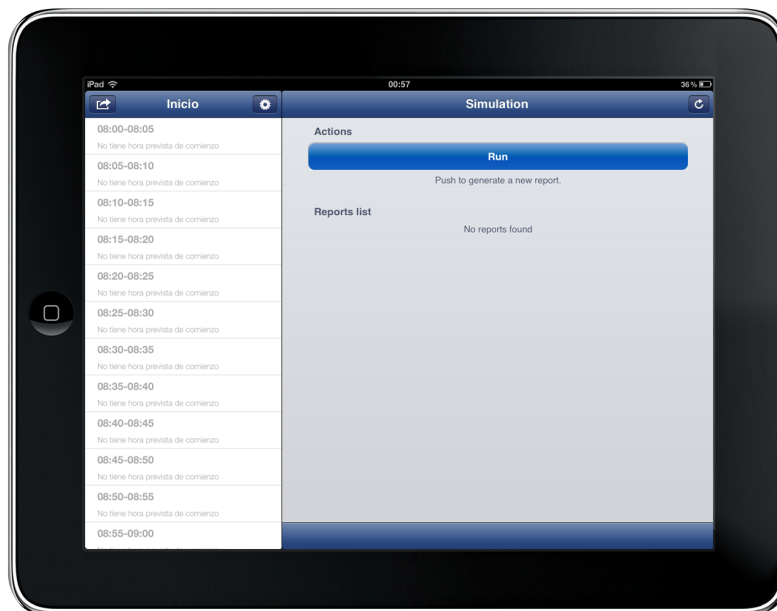 iPad
00:57
36 %
Inicio
08:00-08:05
No tiene hora prevista de comienzo
08:05-08:10
No tiene hora prevista de comienzo
08:10-08:15
No tiene hora prevista de comienzo
08:15-08:20
No tiene hora prevista de comienzo
08:20-08:25
No tiene hora prevista de comienzo
08:25-08:30
No tiene hora prevista de comienzo
08:30-08:35
No tiene hora prevista de comienzo
08:35-08:40
No tiene hora prevista de comienzo
08:40-08:45
No tiene hora prevista de comienzo
08:45-08:50
No tiene hora prevista de comienzo
08:50-08:55
No tiene hora prevista de comienzo
08:55-09:00
Simulation
Actions
Run
Push to generate a new report.
Reports list
No reports found